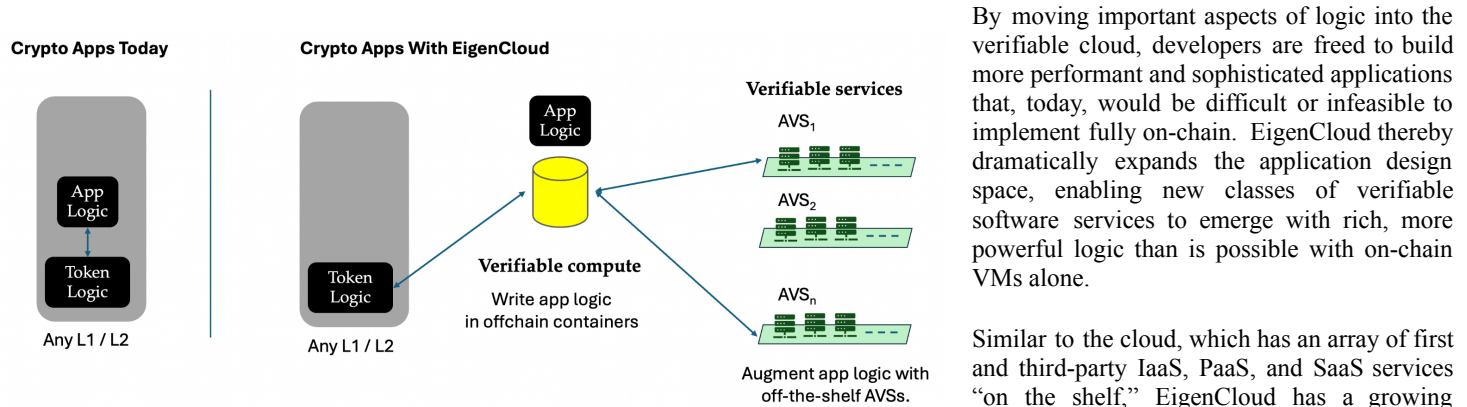 Crypto Apps Today
App
Logic
Token
Logic
Any L1 / L2
Crypto Apps With EigenCloud
Token
Logic
Any L1 / L2
App
Logic
Verifiable compute
Write app logic
in offchain containers
Verifiable services
AVS1
AVS2
AVSn
Augment app logic with
off-the-shelf AVSs.
By moving important aspects of logic into the
verifiable cloud, developers are freed to build
more performant and sophisticated applications
that, today, would be difficult or infeasible to
implement fully on-chain. EigenCloud thereby
dramatically expands the application design
space, enabling new classes of verifiable
software services to emerge with rich, more
powerful logic than is possible with on-chain
VMs alone.
Similar to the cloud, which has an array of first
and third-party IaaS, PaaS, and SaaS services
“on the shelf,” EigenCloud has a growing